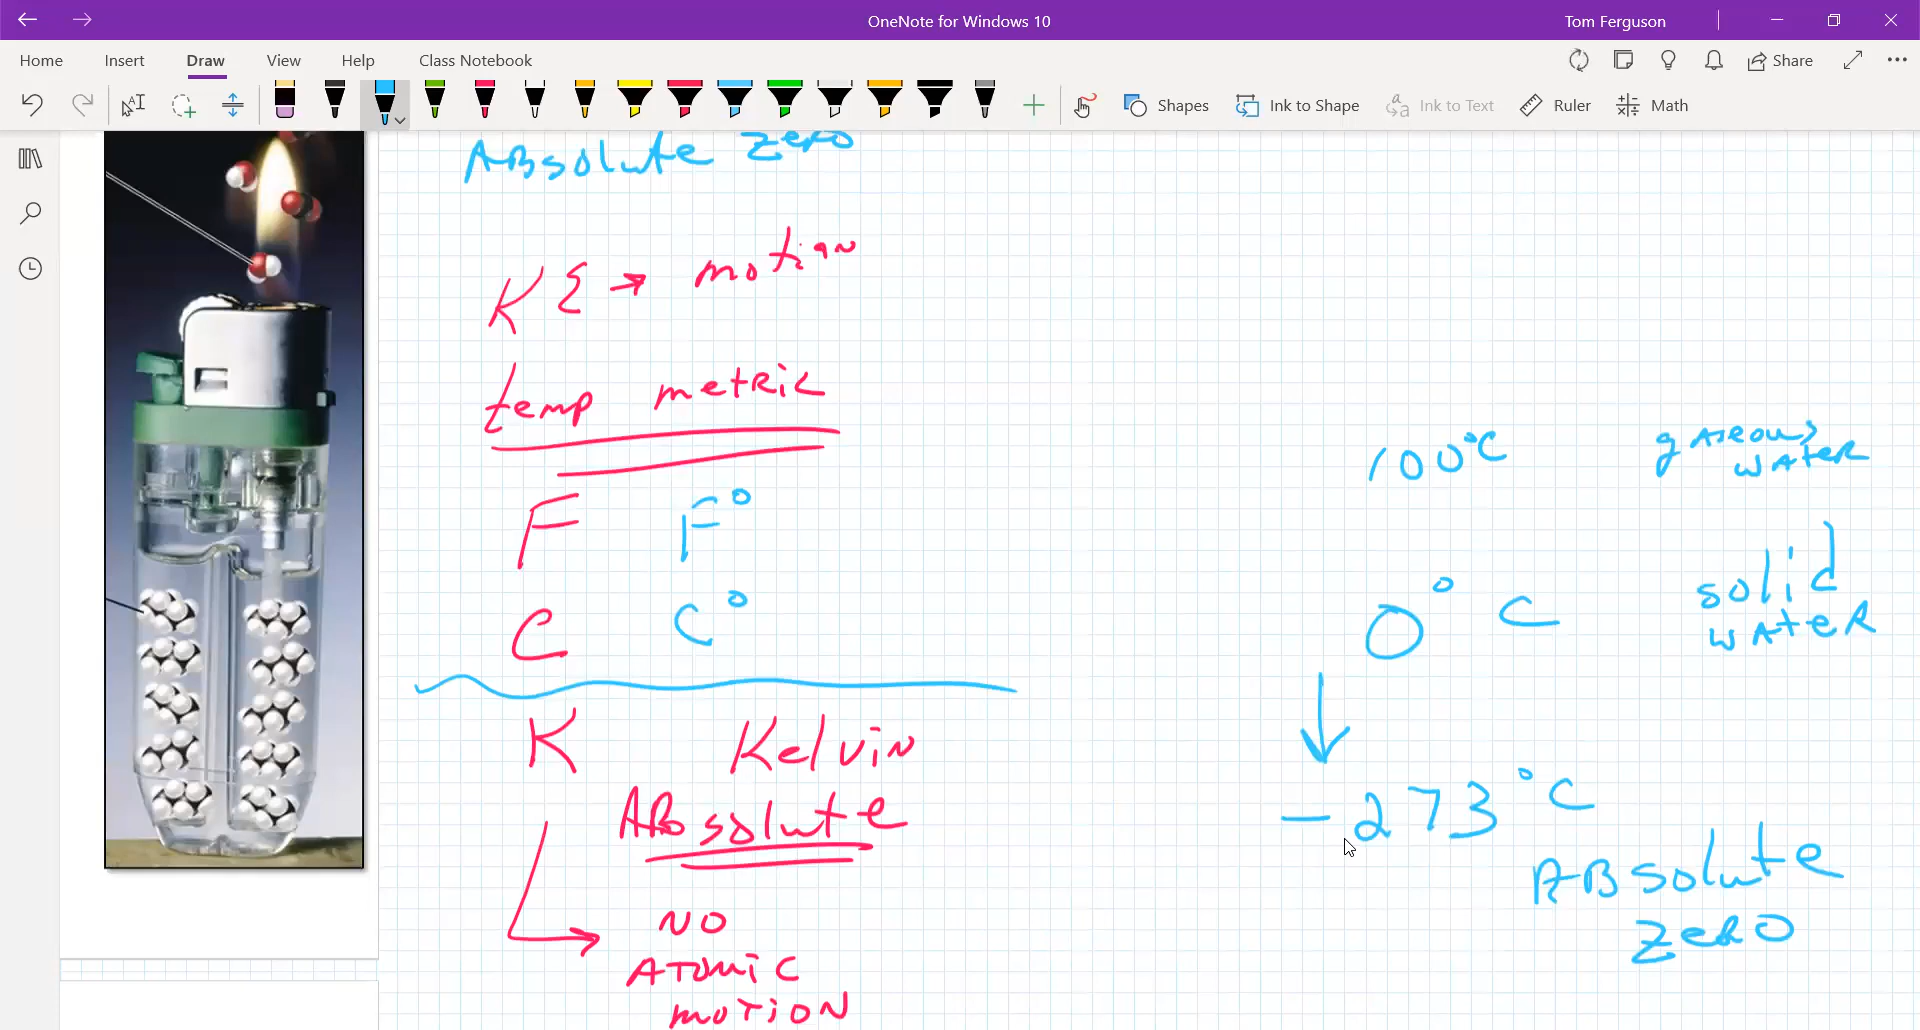 OneNote for Windows 10
Tom Ferguson
Home Insert Draw View Help Class Notebook
Share
Shapes Ink to Shape Ink to Text Ruler Math
ABsolute zero
KE → motion
temp metric
F F°
C C°
K Kelvin
ABsolute
NO
ATOMIC
MOTION
100°C gaseous
water
0° C solid
water
-273°C
ABsolute
zero